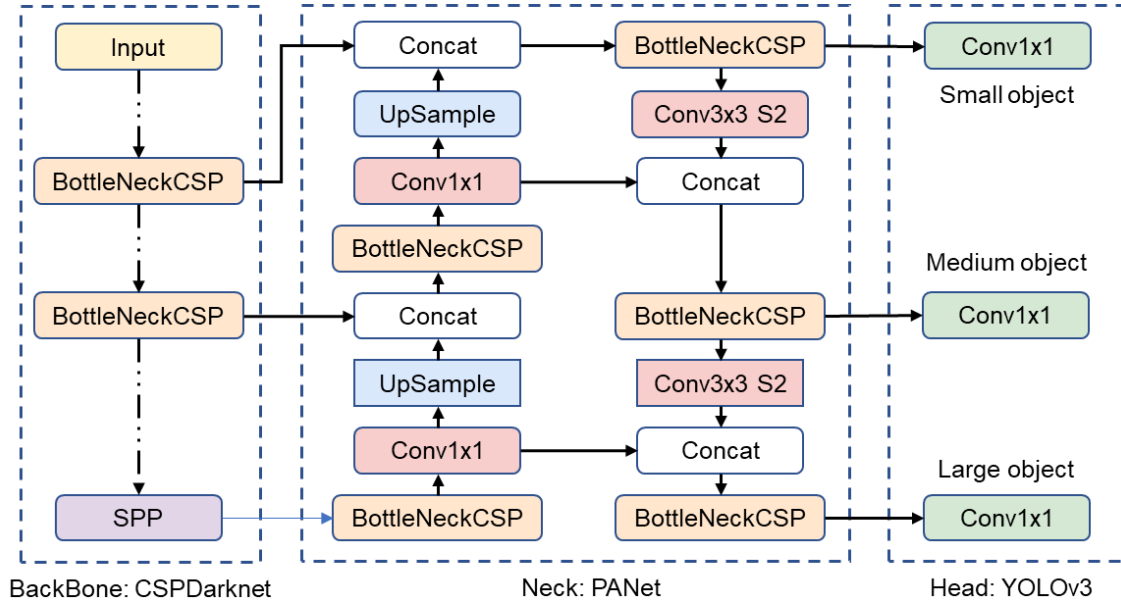 Input
BottleNeckCSP
BottleNeckCSP
SPP
BackBone: CSPDarknet
Concat
UpSample
Conv1x1
BottleNeckCSP
Concat
UpSample
Conv1x1
BottleNeckCSP
BottleNeckCSP
Conv3x3 S2
Concat
BottleNeckCSP
Conv3x3 S2
Concat
BottleNeckCSP
Neck: PANet
Conv1x1
Small object
Medium object
Conv1x1
Large object
Conv1x1
Head: YOLOv3